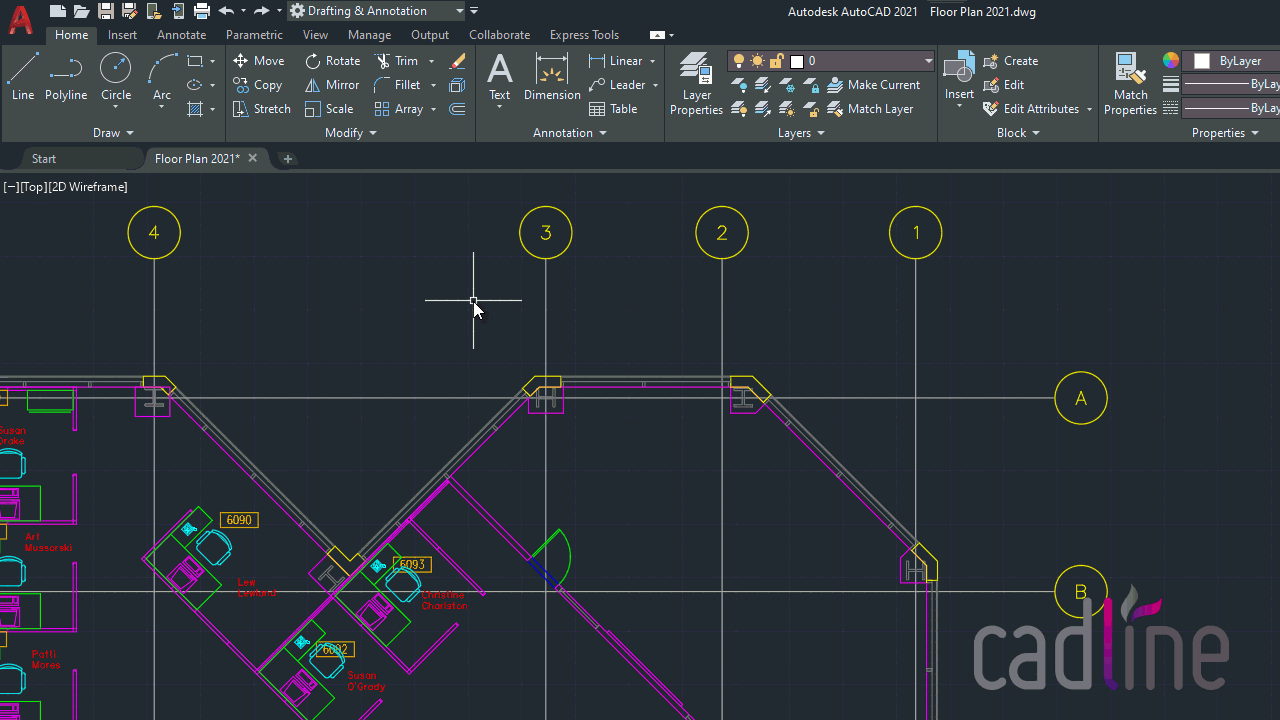 Drafting & Annotation
Autodesk AutoCAD 2021 Floor Plan 2021.dwg
Home Insert Annotate Parametric View Manage Output Collaborate Express Tools
Line Polyline Circle Arc
Move Rotate Trim
Copy Mirror Fillet
Stretch Scale Array
Text Dimension
Linear
Leader
Table
Layer Properties
0
Make Current
Match Layer
Insert
Create
Edit
Edit Attributes
Match Properties
ByLayer
ByLay
ByLay
Draw Modify Annotation Layers Block Properties
Start Floor Plan 2021*
[−][Top][2D Wireframe]
4 3 2 1
A
Susan
Drake
6090
Art
6093
B
Christine
Charlston
Patti
Mores
6092
Susan
O'Grady
cadline